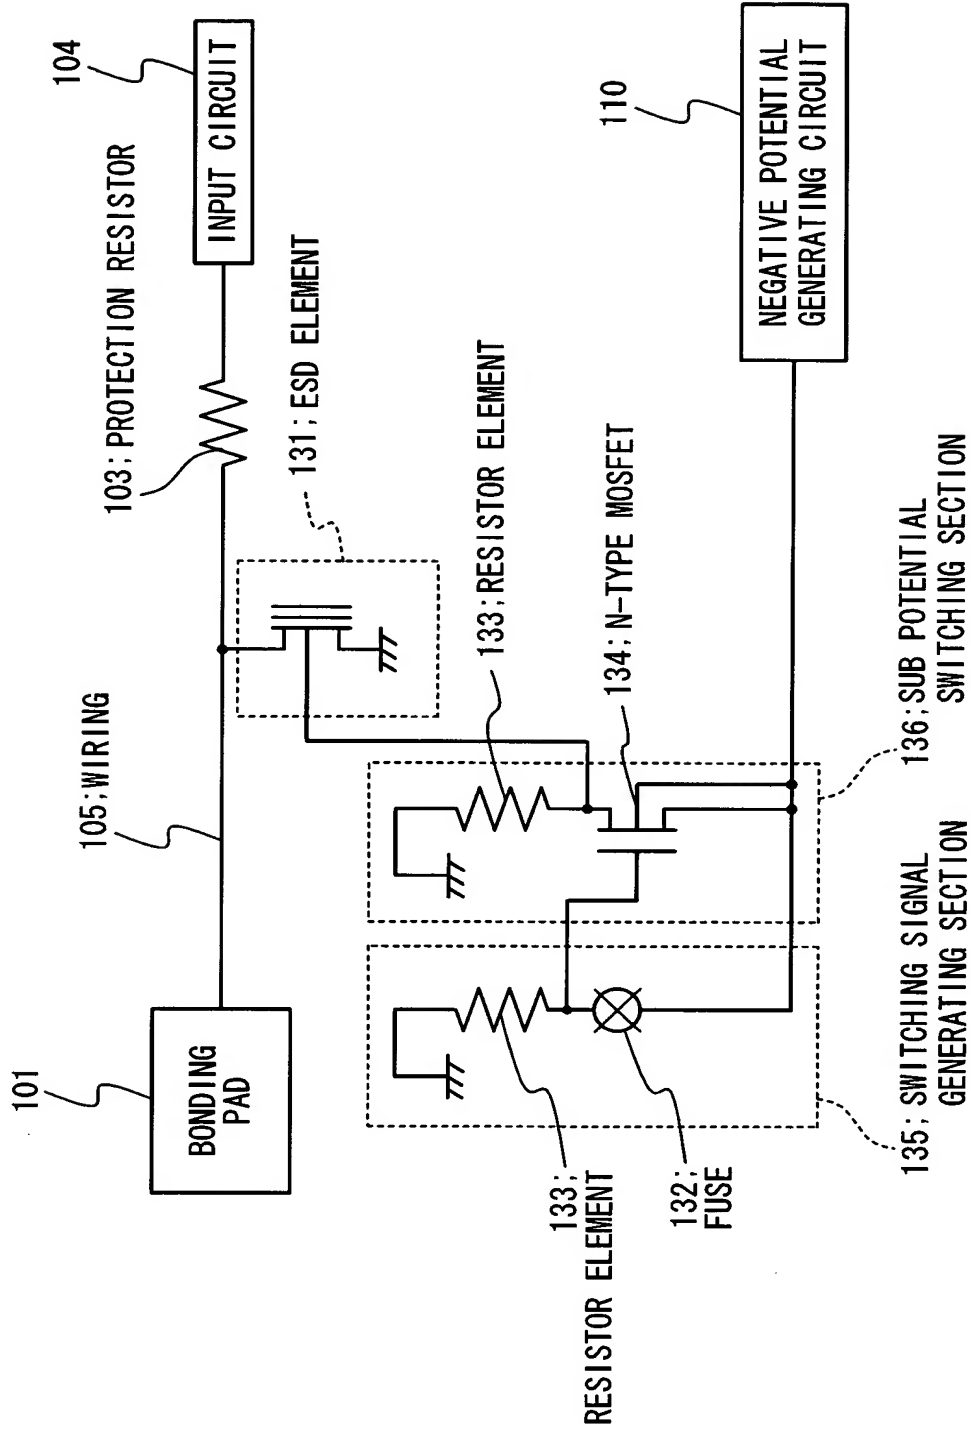 101
BONDING
PAD
105;WIRING
103;PROTECTION RESISTOR
104
INPUT CIRCUIT
131;ESD ELEMENT
133;RESISTOR ELEMENT
134;N-TYPE MOSFET
110
NEGATIVE POTENTIAL
GENERATING CIRCUIT
133;
RESISTOR ELEMENT
132;
FUSE
135;SWITCHING SIGNAL
GENERATING SECTION
136;SUB POTENTIAL
SWITCHING SECTION